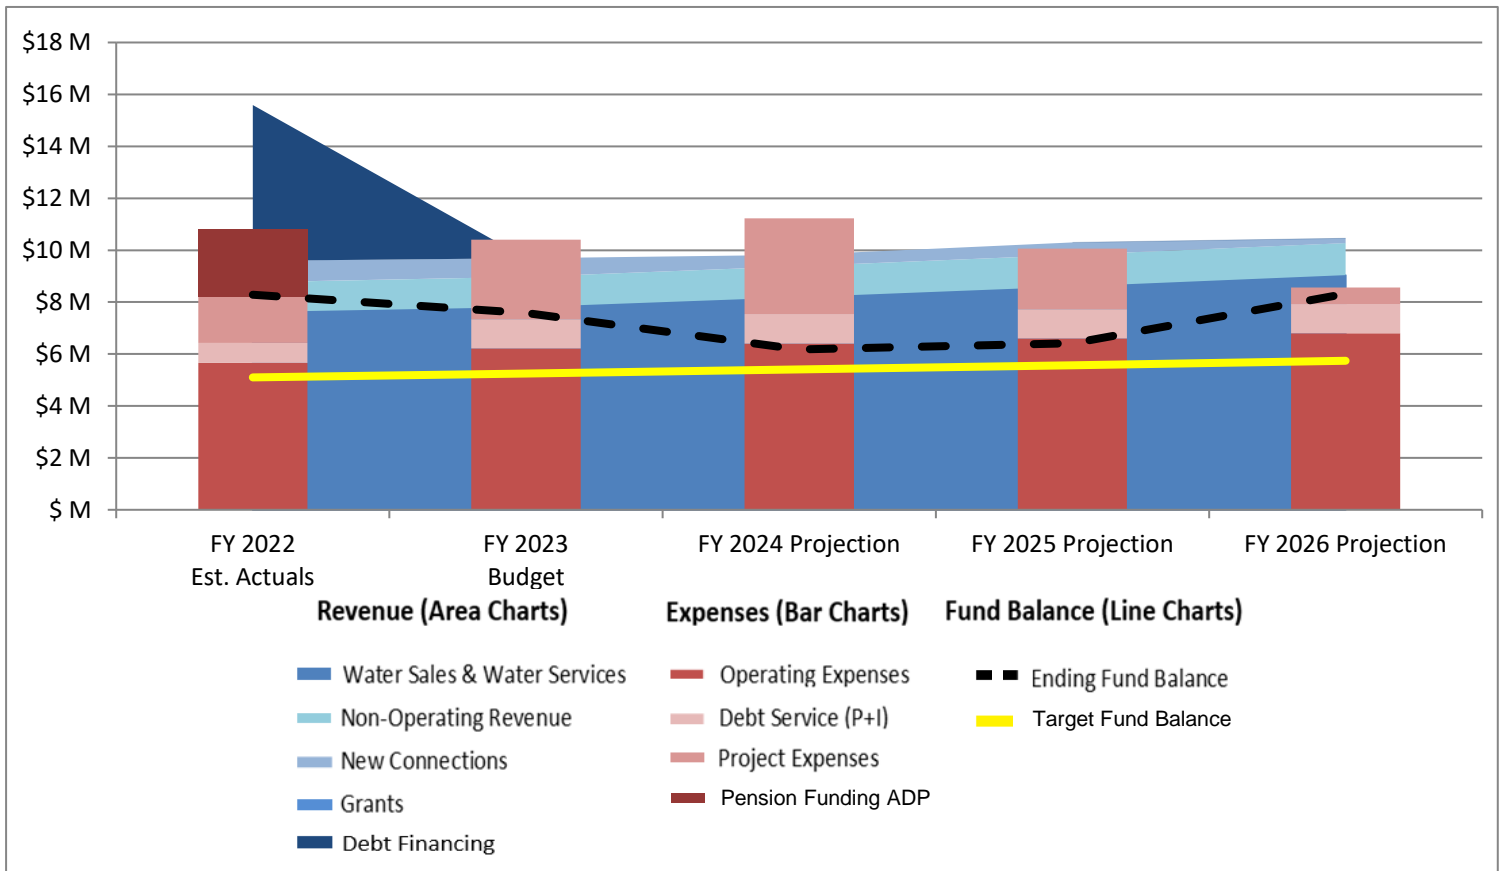 $18 M
$16 M
$14 M
$12 M
$10 M
$8 M
$6 M
$4 M
$2 M
$ M
FY 2022
Est. Actuals
FY 2023
Budget
FY 2024 Projection
FY 2025 Projection
FY 2026 Projection
Revenue (Area Charts)
Water Sales & Water Services
Non-Operating Revenue
New Connections
Grants
Debt Financing
Expenses (Bar Charts)
Operating Expenses
Debt Service (P+I)
Project Expenses
Pension Funding ADP
Fund Balance (Line Charts)
Ending Fund Balance
Target Fund Balance